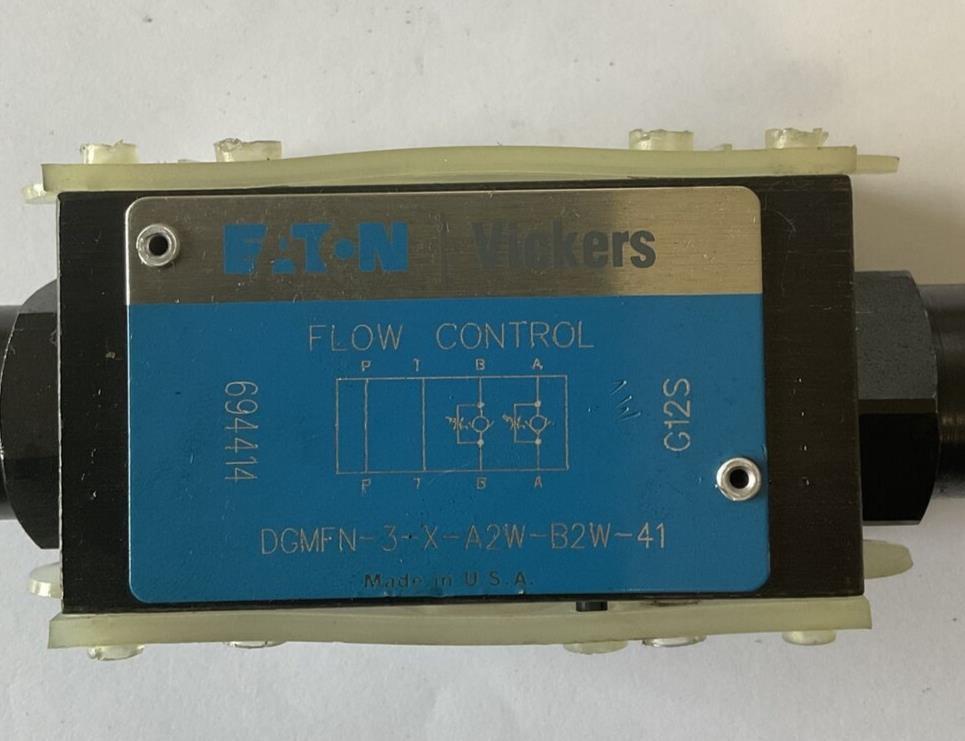 EATON | Vickers
FLOW CONTROL
P T B A
694414
G12S
P T B A
DGMFN-3-X-A2W-B2W-41
Made in U.S.A.